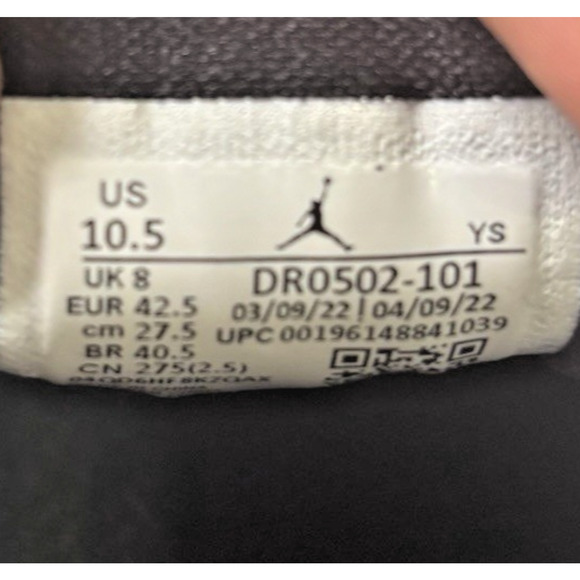 US
10.5
YS
UK 8
DR0502-101
EUR 42.5
03/09/22 | 04/09/22
cm 27.5
UPC 00196148841039
BR 40.5
CN 275(2.5)